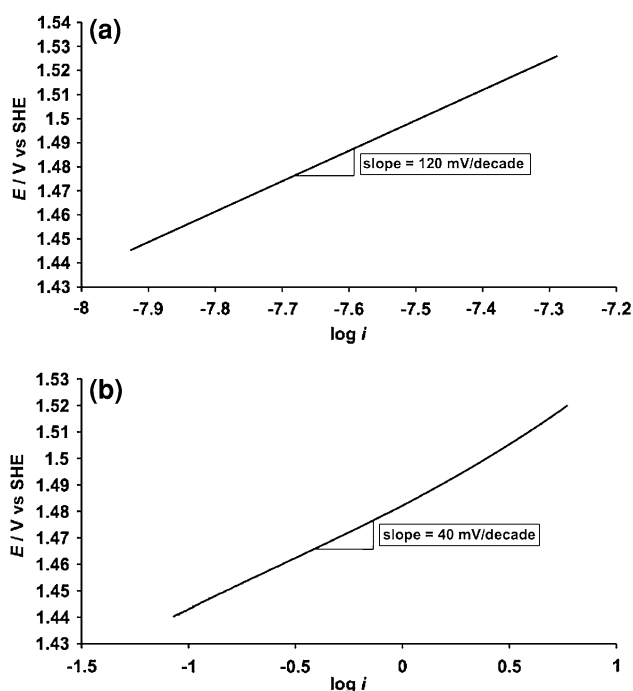 (a)
1.54
1.53
1.52
1.51
1.5
1.49
1.48
1.47
1.46
1.45
1.44
1.43
E / V vs SHE
slope = 120 mV/decade
-8 -7.9 -7.8 -7.7 -7.6 -7.5 -7.4 -7.3 -7.2
log i
(b)
1.53
1.52
1.51
1.5
1.49
1.48
1.47
1.46
1.45
1.44
1.43
E / V vs SHE
slope = 40 mV/decade
-1.5 -1 -0.5 0 0.5 1
log i